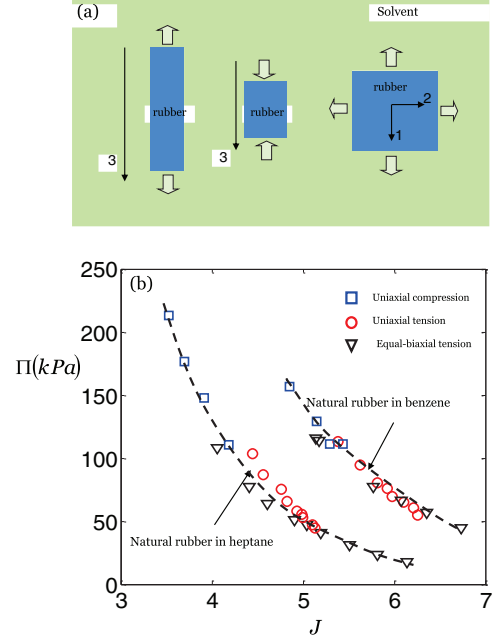 (a)
Solvent
3
rubber
3
rubber
rubber
2
1
(b)
250
200
150
100
50
0
Π(kPa)
Uniaxial compression
Uniaxial tension
Equal-biaxial tension
Natural rubber in benzene
Natural rubber in heptane
3 4 5 6 7
J